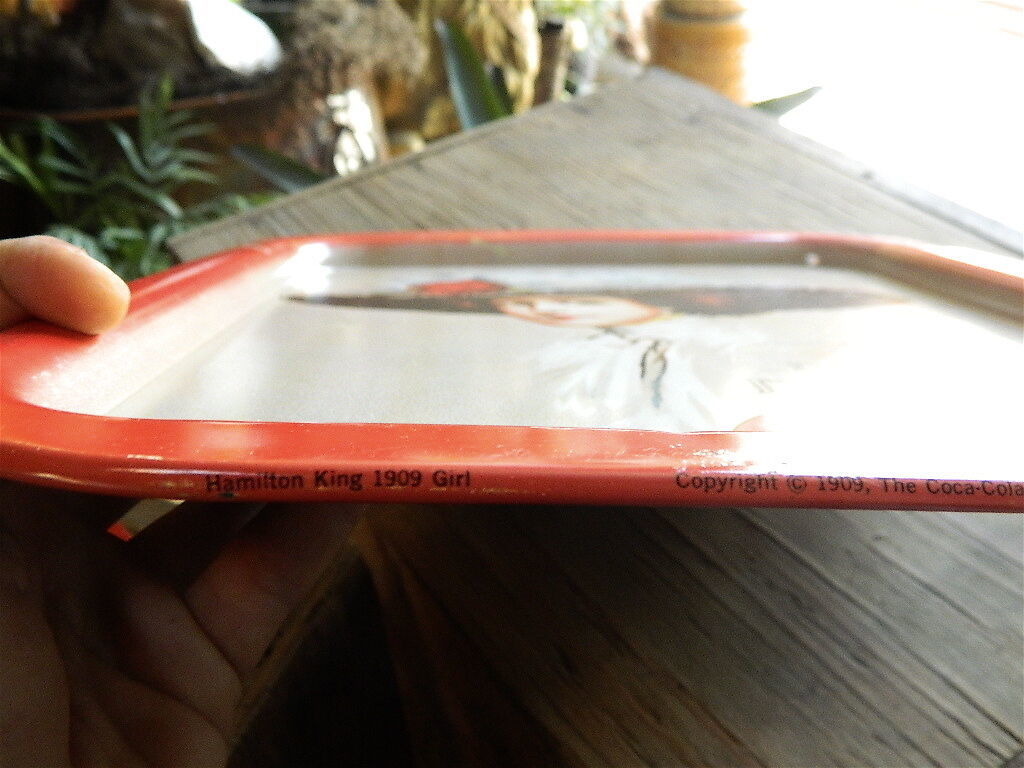 Hamilton King 1909 Girl
Copyright © 1909, The Coca-Cola